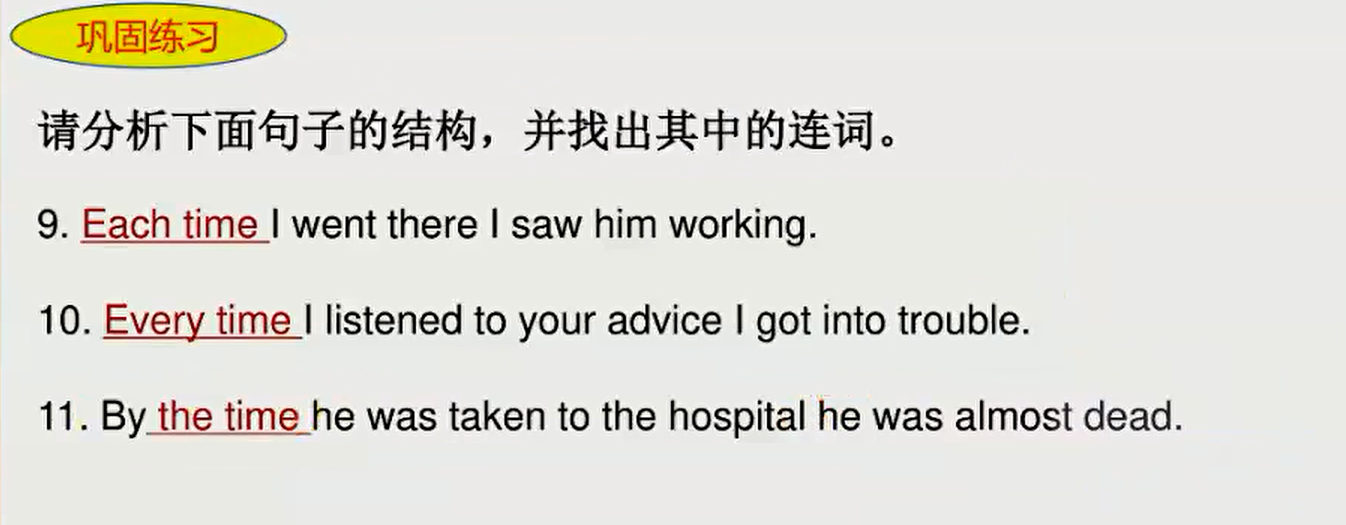 巩固练习
请分析下面句子的结构，并找出其中的连词。
9. Each time I went there I saw him working.
10. Every time I listened to your advice I got into trouble.
11. By the time he was taken to the hospital he was almost dead.